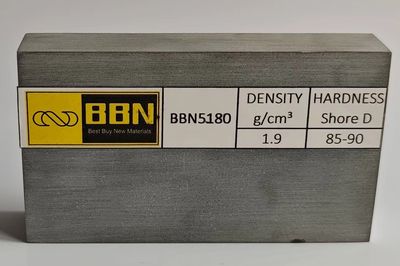 BBN
Best Buy New Materials
BBN5180
DENSITY
g/cm³
1.9
HARDNESS
Shore D
85-90